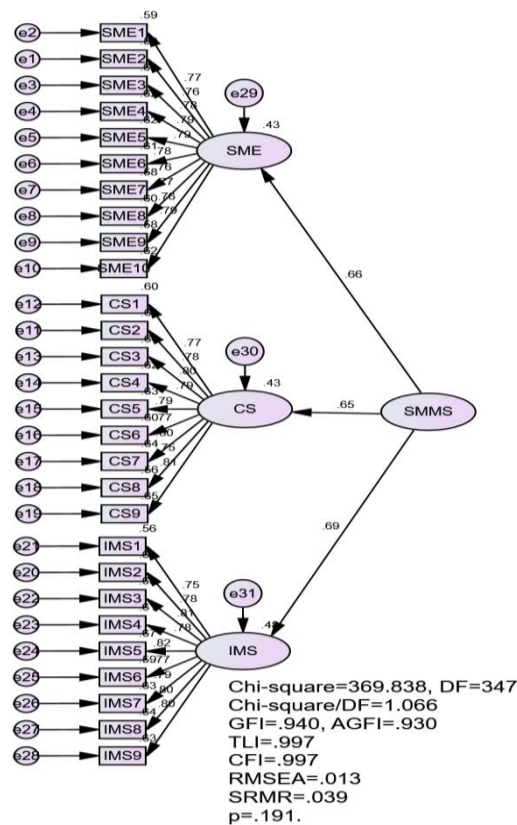 .59
e2 SME1
e1 SME2
e3 SME3
.77
.76
e29
e4 SME4
.78
.79
.43
e5 SME5
.79
SME
e6 SME6
.78
e7 SME7
e8 SME8
e9 SME9
.79
e10 SME10
.62
.66
.60
e12 CS1
e11 CS2
.77
e13 CS3
.78
e30
.80
e14 CS4
.79
.43
e15 CS5
.79
CS
.65
SMMS
e16 CS6
e17 CS7
.75
e18 CS8
.81
e19 CS9
.65
.56
.69
e21 IMS1
e20 IMS2
.75
e22 IMS3
.78
e31
.81
e23 IMS4
.78
e24 IMS5
.82
IMS
e25 IMS6
.79
e26 IMS7
.80
.80
e27 IMS8
e28 IMS9
.63
Chi-square=369.838, DF=347
Chi-square/DF=1.066
GFI=.940, AGFI=.930
TLI=.997
CFI=.997
RMSEA=.013
SRMR=.039
p=.191.